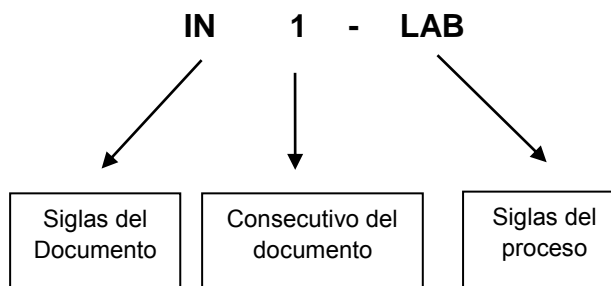 IN 1 - LAB
Siglas del
Documento
Consecutivo del
documento
Siglas del
proceso